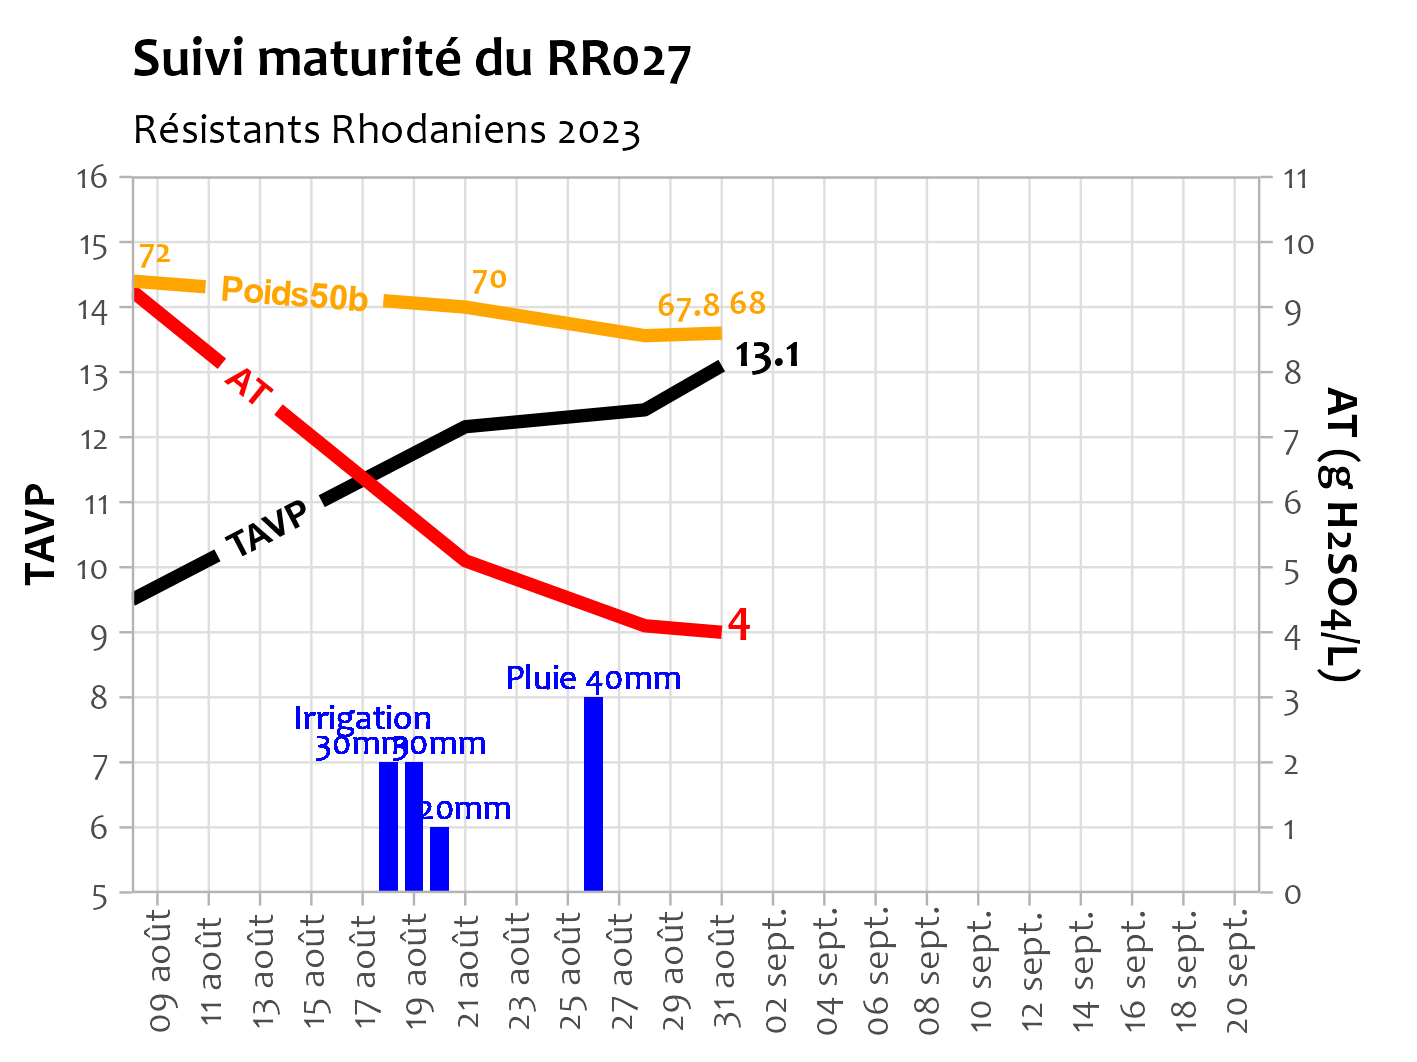 Suivi maturité du RR027
Résistants Rhodaniens 2023
16
15
14
13
12
11
10
9
8
7
6
5
TAVP
11
10
9
8
7
6
5
4
3
2
1
0
AT (g H2SO4/L)
72
Poids50b
70
67.8
68
13.1
AT
TAVP
4
Pluie 40mm
Irrigation
30mm
30mm
20mm
09 août
11 août
13 août
15 août
17 août
19 août
21 août
23 août
25 août
27 août
29 août
31 août
02 sept.
04 sept.
06 sept.
08 sept.
10 sept.
12 sept.
14 sept.
16 sept.
18 sept.
20 sept.